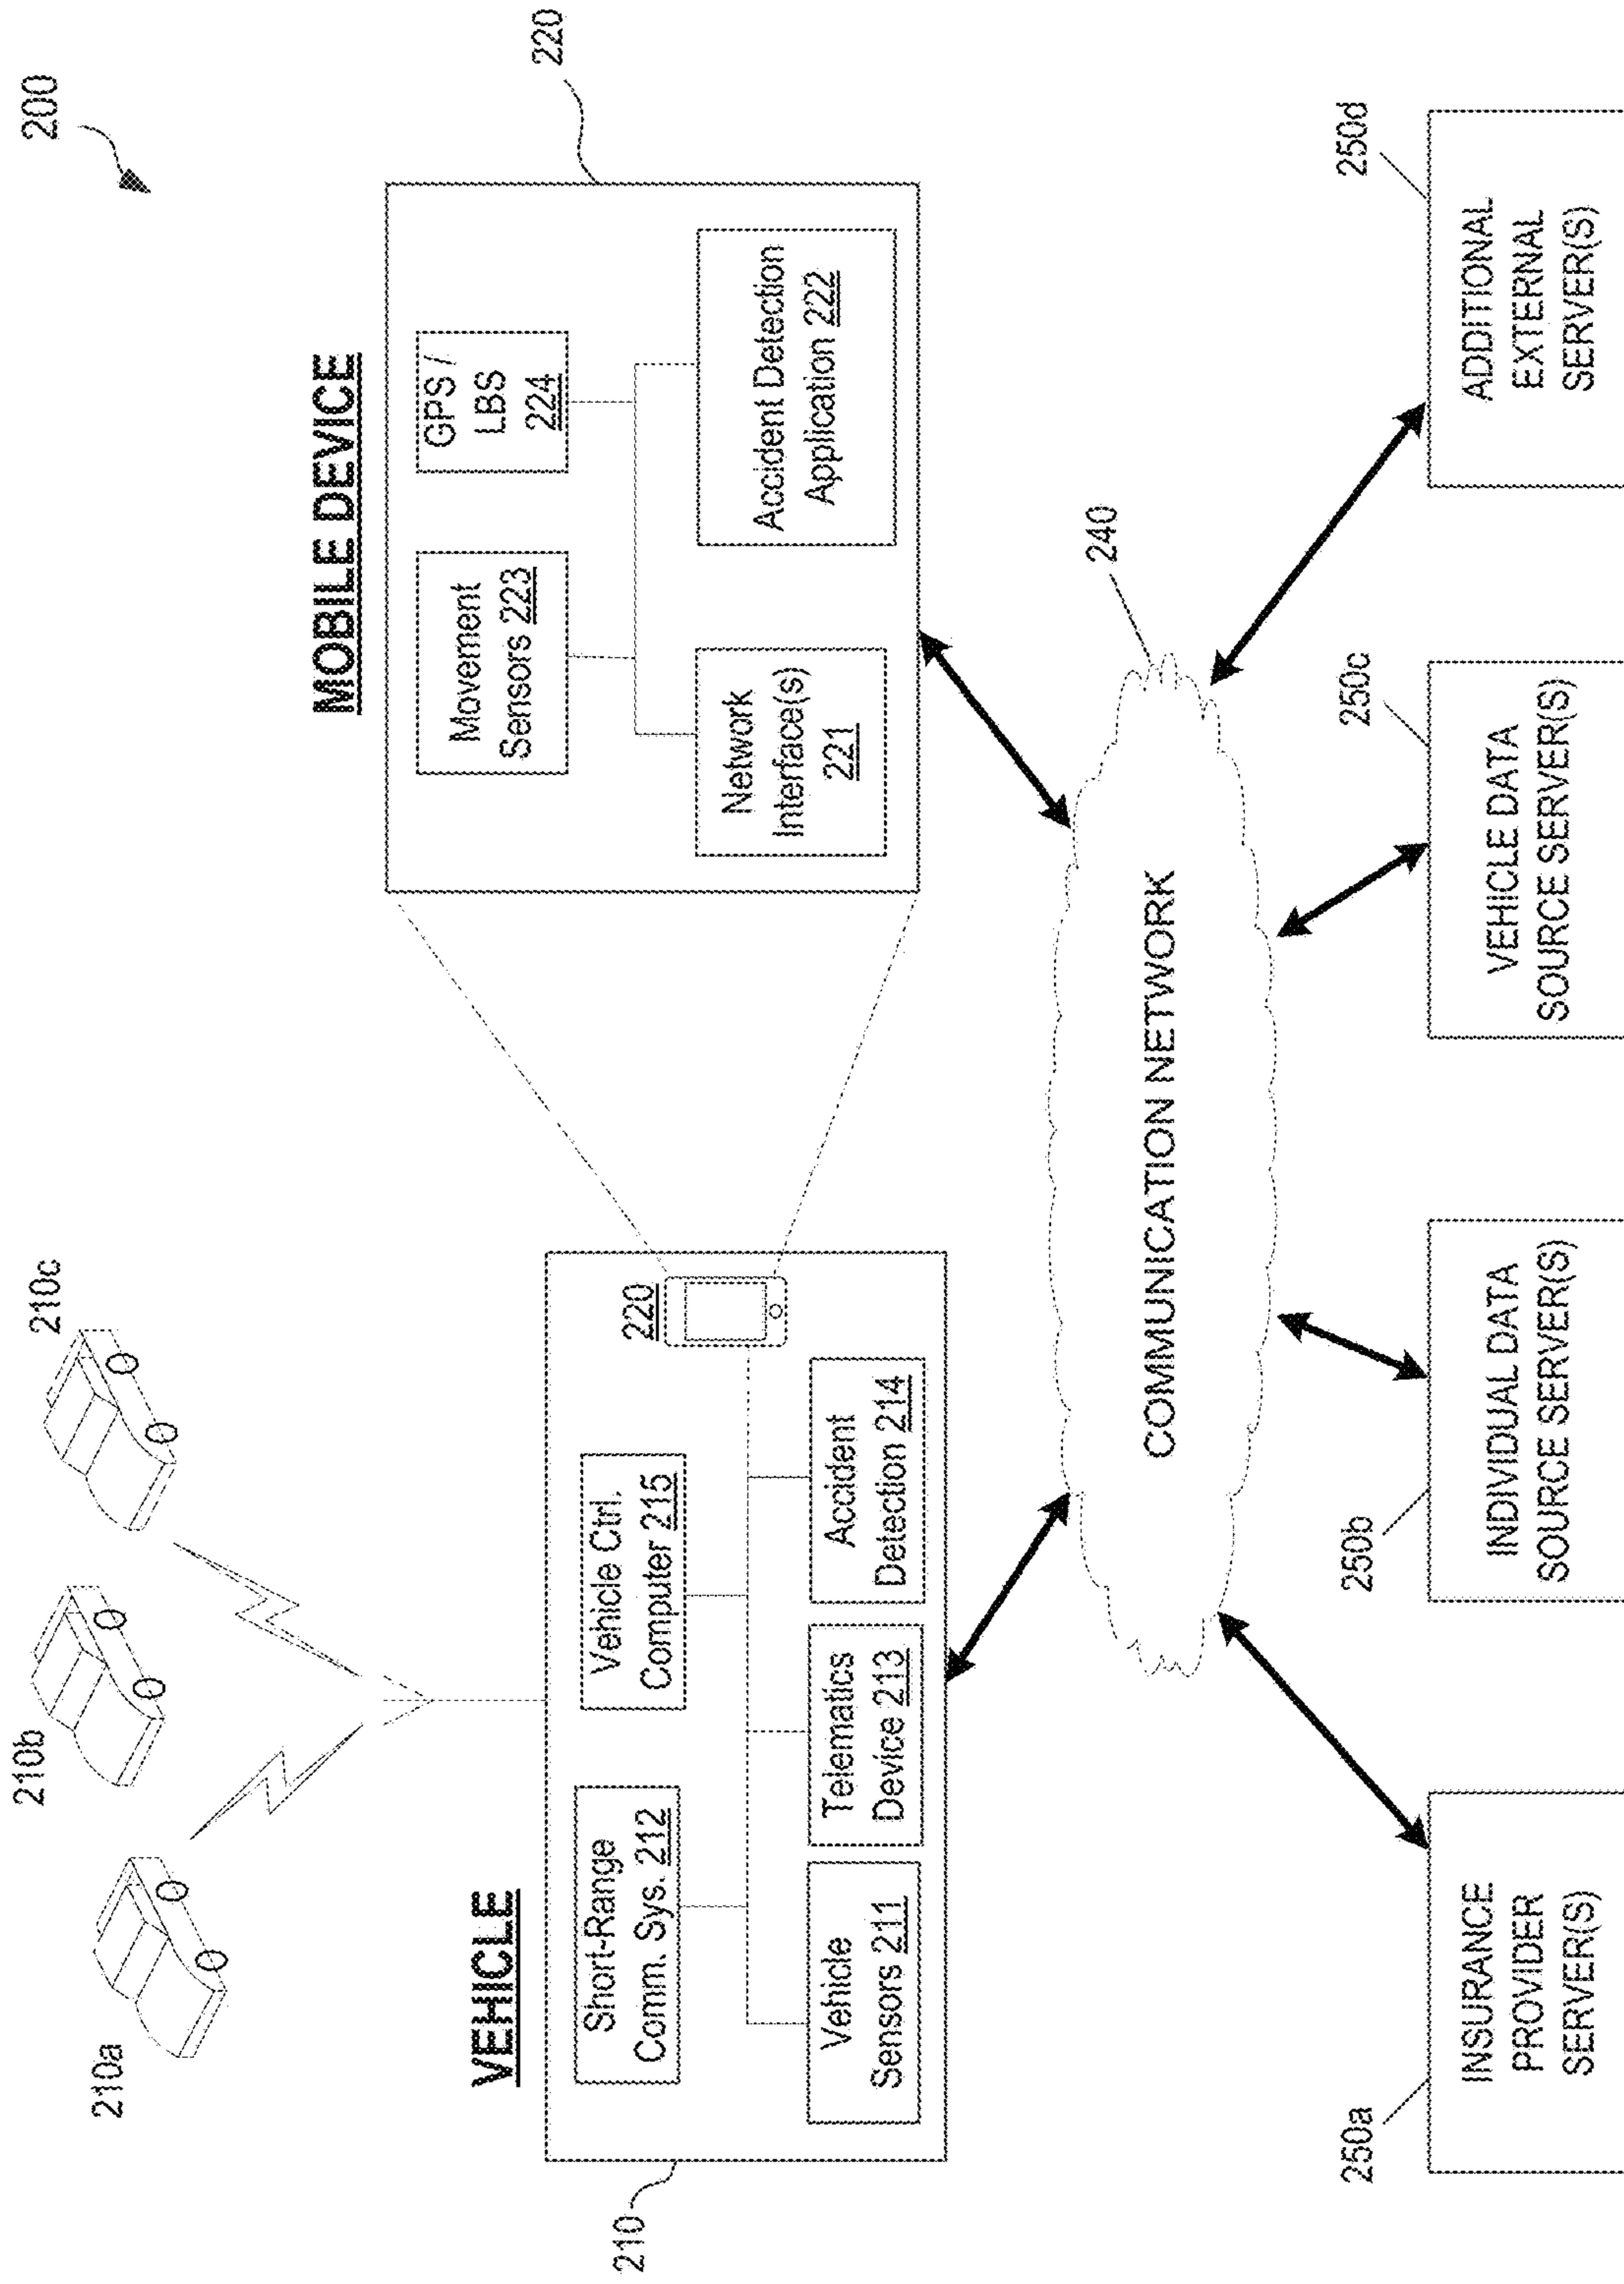 200
210a
210b
210c
VEHICLE
210
Short-Range
Comm. Sys. 212
Vehicle Ctrl.
Computer 215
220
Vehicle
Sensors 211
Telematics
Device 213
Accident
Detection 214
MOBILE DEVICE
220
Movement
Sensors 223
GPS /
LBS
224
Network
Interface(s)
221
Accident Detection
Application 222
COMMUNICATION NETWORK
240
250a
INSURANCE
PROVIDER
SERVER(S)
250b
INDIVIDUAL DATA
SOURCE SERVER(S)
250c
VEHICLE DATA
SOURCE SERVER(S)
250d
ADDITIONAL
EXTERNAL
SERVER(S)